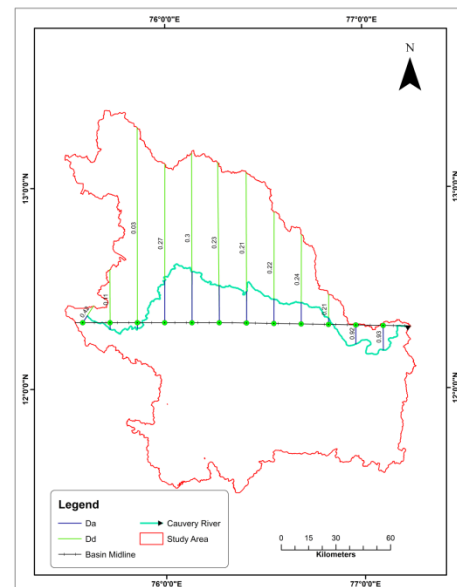 76°0'0"E 77°0'0"E
N
13°0'0"N 13°0'0"N
0.03
0.27
0.3
0.23
0.21
0.22
0.24
0.21
0.11
0.92
0.93
12°0'0"N 12°0'0"N
Legend
Da Cauvery River
Dd Study Area
Basin Midline
0 15 30 60
Kilometers
76°0'0"E 77°0'0"E